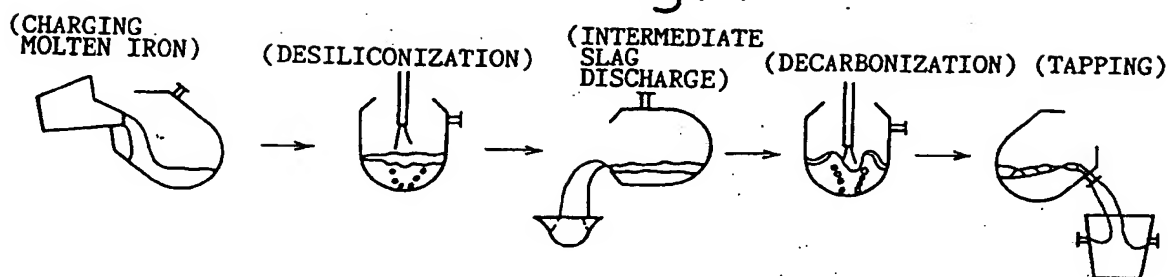 (CHARGING
MOLTEN IRON)
(DESILICONIZATION)
(INTERMEDIATE
SLAG
DISCHARGE)
(DECARBONIZATION)
(TAPPING)